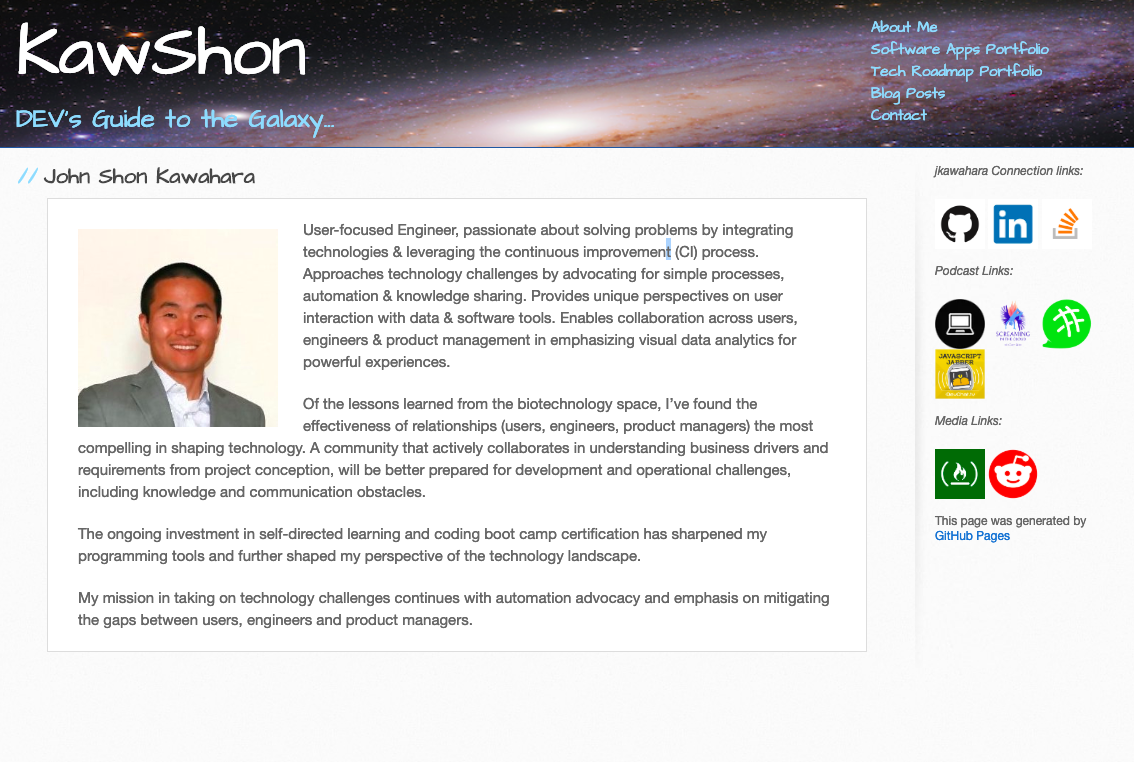 KawShon
DEV's Guide to the Galaxy...
About Me
Software Apps Portfolio
Tech Roadmap Portfolio
Blog Posts
Contact
// John Shon Kawahara
User-focused Engineer, passionate about solving problems by integrating
technologies & leveraging the continuous improvement (CI) process.
Approaches technology challenges by advocating for simple processes,
automation & knowledge sharing. Provides unique perspectives on user
interaction with data & software tools. Enables collaboration across users,
engineers & product management in emphasizing visual data analytics for
powerful experiences.
Of the lessons learned from the biotechnology space, I've found the
effectiveness of relationships (users, engineers, product managers) the most
compelling in shaping technology. A community that actively collaborates in understanding business drivers and
requirements from project conception, will be better prepared for development and operational challenges,
including knowledge and communication obstacles.
The ongoing investment in self-directed learning and coding boot camp certification has sharpened my
programming tools and further shaped my perspective of the technology landscape.
My mission in taking on technology challenges continues with automation advocacy and emphasis on mitigating
the gaps between users, engineers and product managers.
jkawahara Connection links:
in
Podcast Links:
SCREAMING
JAVASCRIPT
JABBER
Media Links:
This page was generated by
GitHub Pages